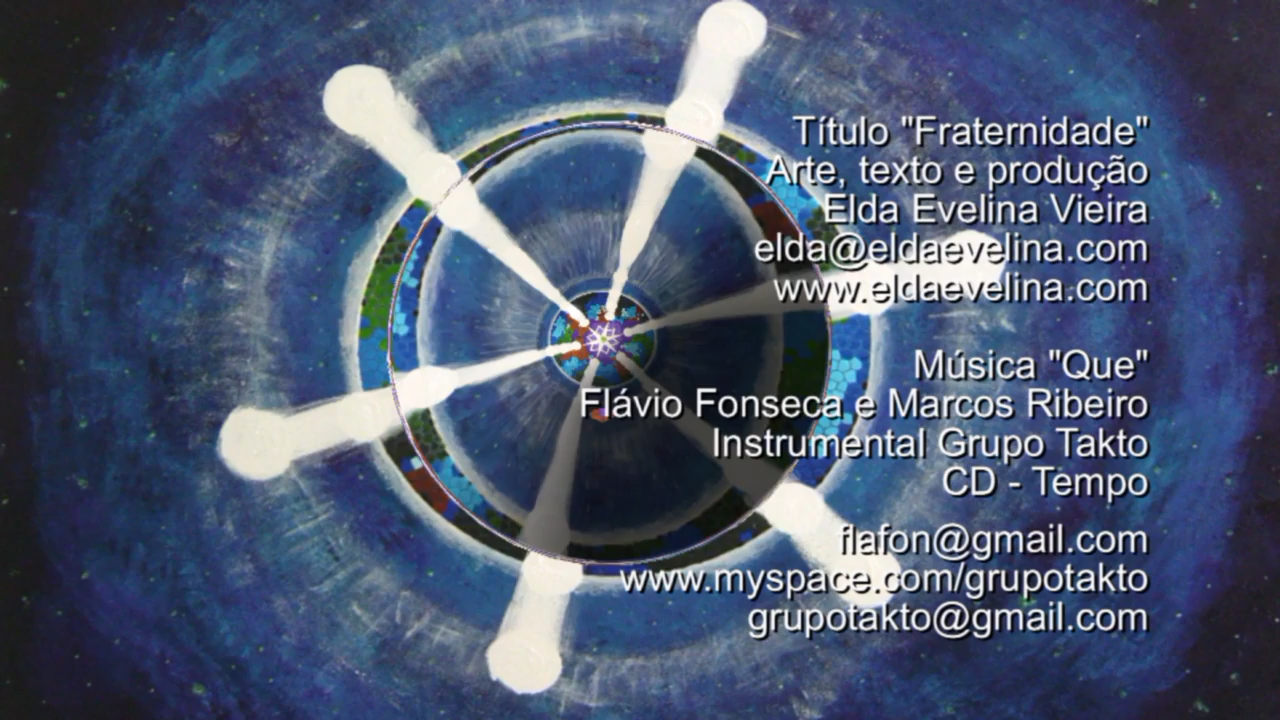 Título "Fraternidade"
Arte, texto e produção
Elda Evelina Vieira
elda@eldaevelina.com
www.eldaevelina.com
Música "Que"
Flávio Fonseca e Marcos Ribeiro
Instrumental Grupo Takto
CD - Tempo
flafon@gmail.com
www.myspace.com/grupotakto
grupotakto@gmail.com